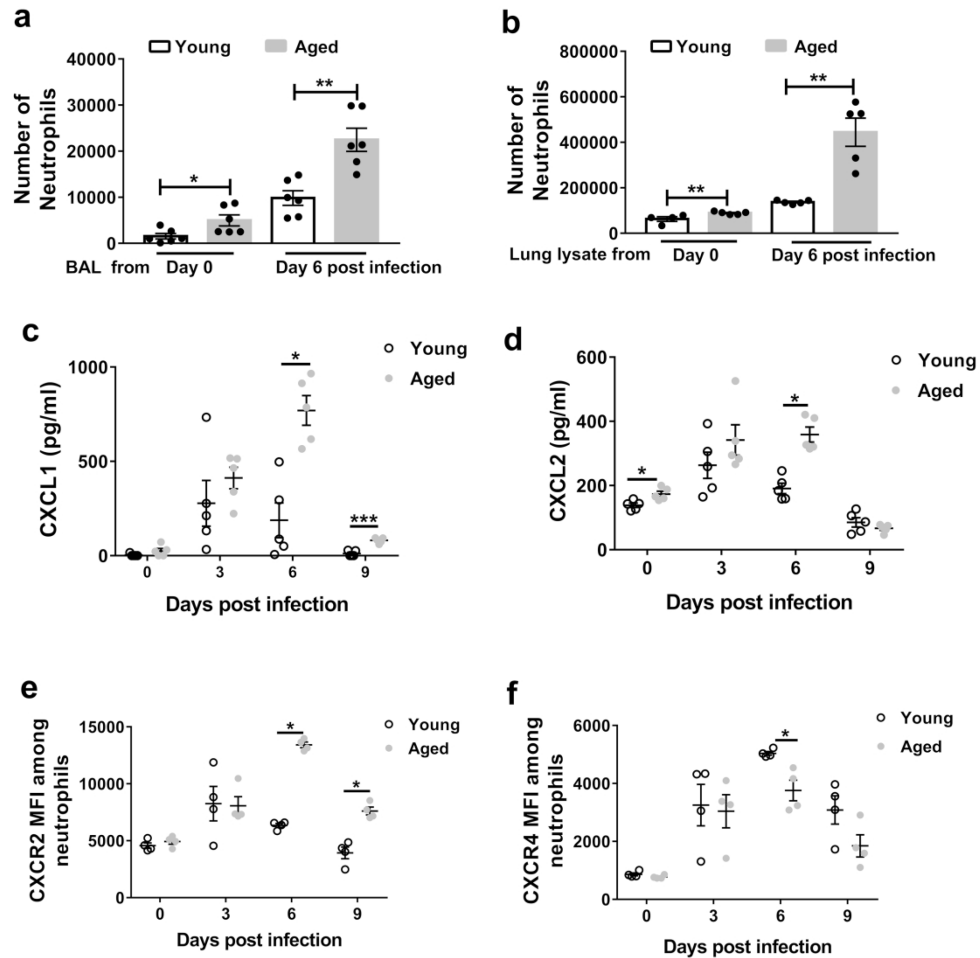 a
Young Aged
Number of
Neutrophils
40000
30000
20000
10000
0
*
**
BAL from Day 0 Day 6 post infection
b
Young Aged
Number of
Neutrophils
800000
600000
400000
200000
0
**
**
Lung lysate from Day 0 Day 6 post infection
c
Young
Aged
CXCL1 (pg/ml)
1000
500
0
*
***
0 3 6 9
Days post infection
d
Young
Aged
CXCL2 (pg/ml)
600
400
200
0
*
*
0 3 6 9
Days post infection
e
Young
Aged
CXCR2 MFI among
neutrophils
15000
10000
5000
0
*
*
0 3 6 9
Days post infection
f
Young
Aged
CXCR4 MFI among
neutrophils
6000
4000
2000
0
*
0 3 6 9
Days post infection